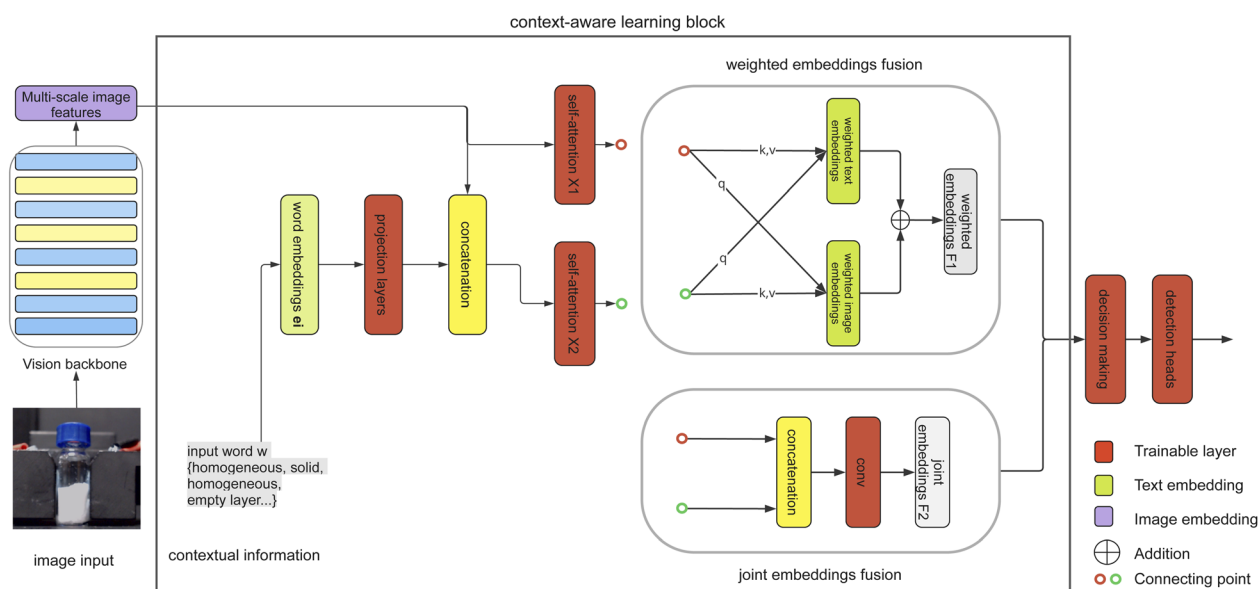 context-aware learning block
weighted embeddings fusion
Multi-scale image
features
self-attention X1
weighted text
embeddings
k,v
q
weighted
embeddings F1
word embeddings ei
projection layers
concatenation
self-attention X2
q
k,v
weighted image
embeddings
decision making
detection heads
Vision backbone
input word w
{homogeneous, solid,
homogeneous,
empty layer...}
concatenation
conv
joint
embeddings F2
image input
contextual information
joint embeddings fusion
Trainable layer
Text embedding
Image embedding
Addition
Connecting point